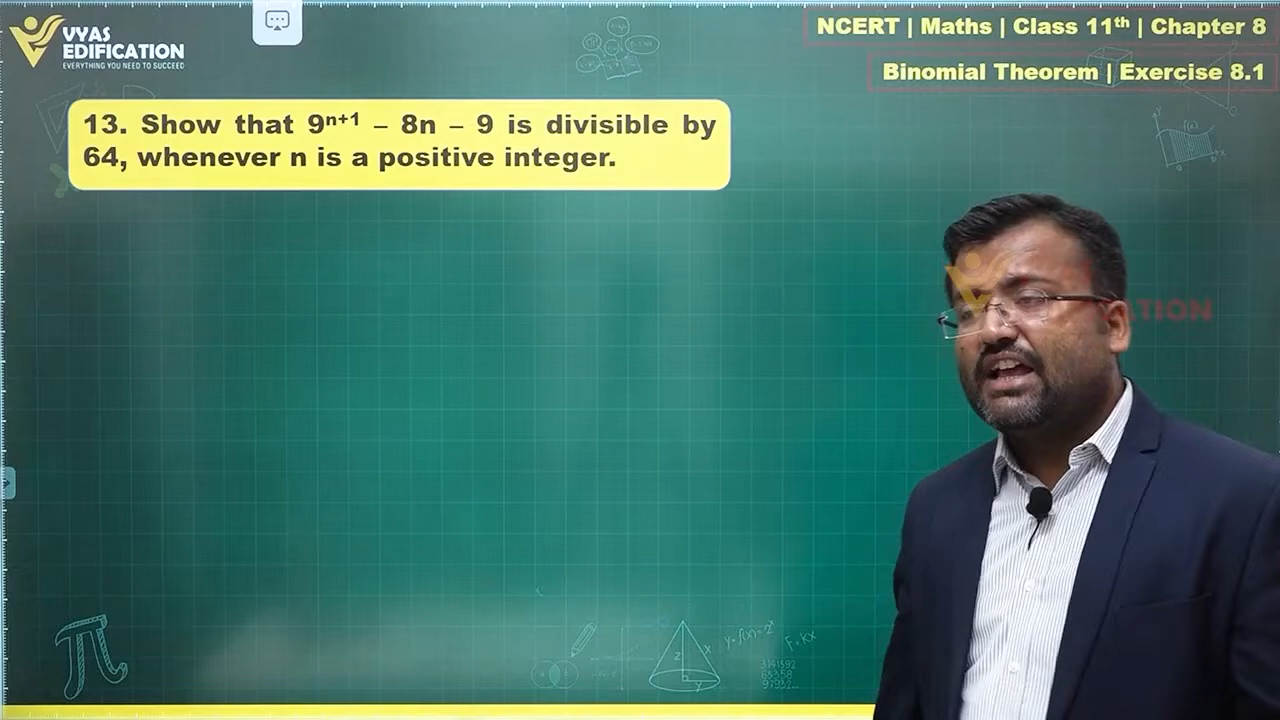 VYAS
EDIFICATION
EVERYTHING YOU NEED TO SUCCEED
NCERT | Maths | Class 11ᵗʰ | Chapter 8
Binomial Theorem | Exercise 8.1
13. Show that 9ⁿ⁺¹ – 8n – 9 is divisible by
64, whenever n is a positive integer.
ATION